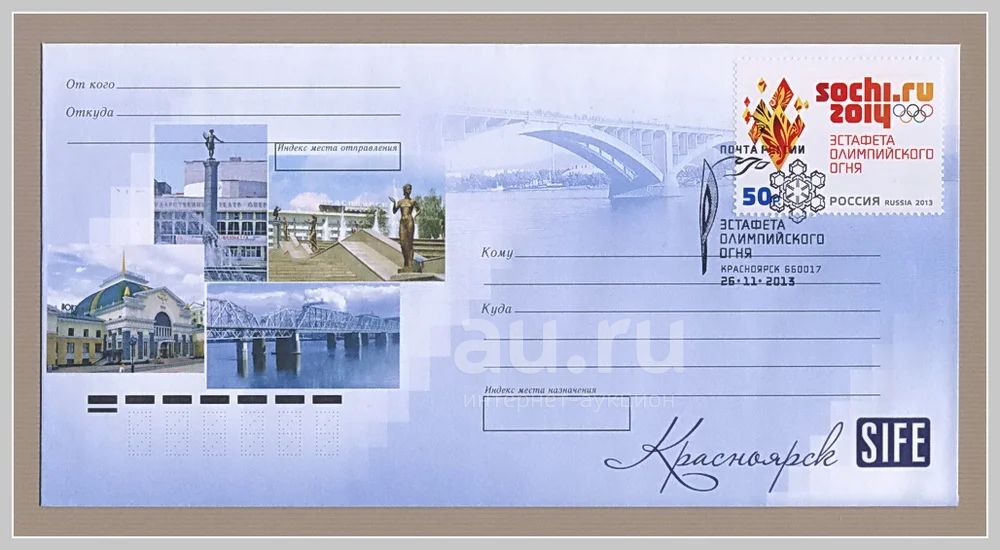 От кого
Откуда
Индекс места отправления
sochi.ru
2014
ЭСТАФЕТА
ОЛИМПИЙСКОГО
ОГНЯ
ПОЧТА РОССИИ
50р
РОССИЯ RUSSIA 2013
ЭСТАФЕТА
ОЛИМПИЙСКОГО
ОГНЯ
КРАСНОЯРСК 660017
26·11·2013
Кому
Куда
au.ru
интернет-аукцион
Индекс места назначения
Красноярск
SIFE